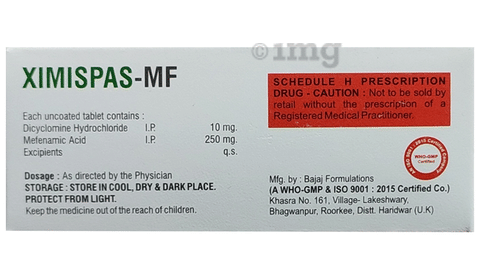 1mg
XIMISPAS-MF
Each uncoated tablet contains :
Dicyclomine Hydrochloride I.P. 10 mg.
Mefenamic Acid I.P. 250 mg.
Excipients q.s.
Dosage : As directed by the Physician
STORAGE : STORE IN COOL, DRY & DARK PLACE.
PROTECT FROM LIGHT.
Keep the medicine out of the reach of children.
SCHEDULE H PRESCRIPTION
DRUG - CAUTION : Not to be sold by
retail without the prescription of a
Registered Medical Practitioner.
WHO-GMP
Certified
Mfg. by : Bajaj Formulations
(A WHO-GMP & ISO 9001 : 2015 Certified Co.)
Khasra No. 161, Village- Lakeshwary,
Bhagwanpur, Roorkee, Distt. Haridwar (U.K)